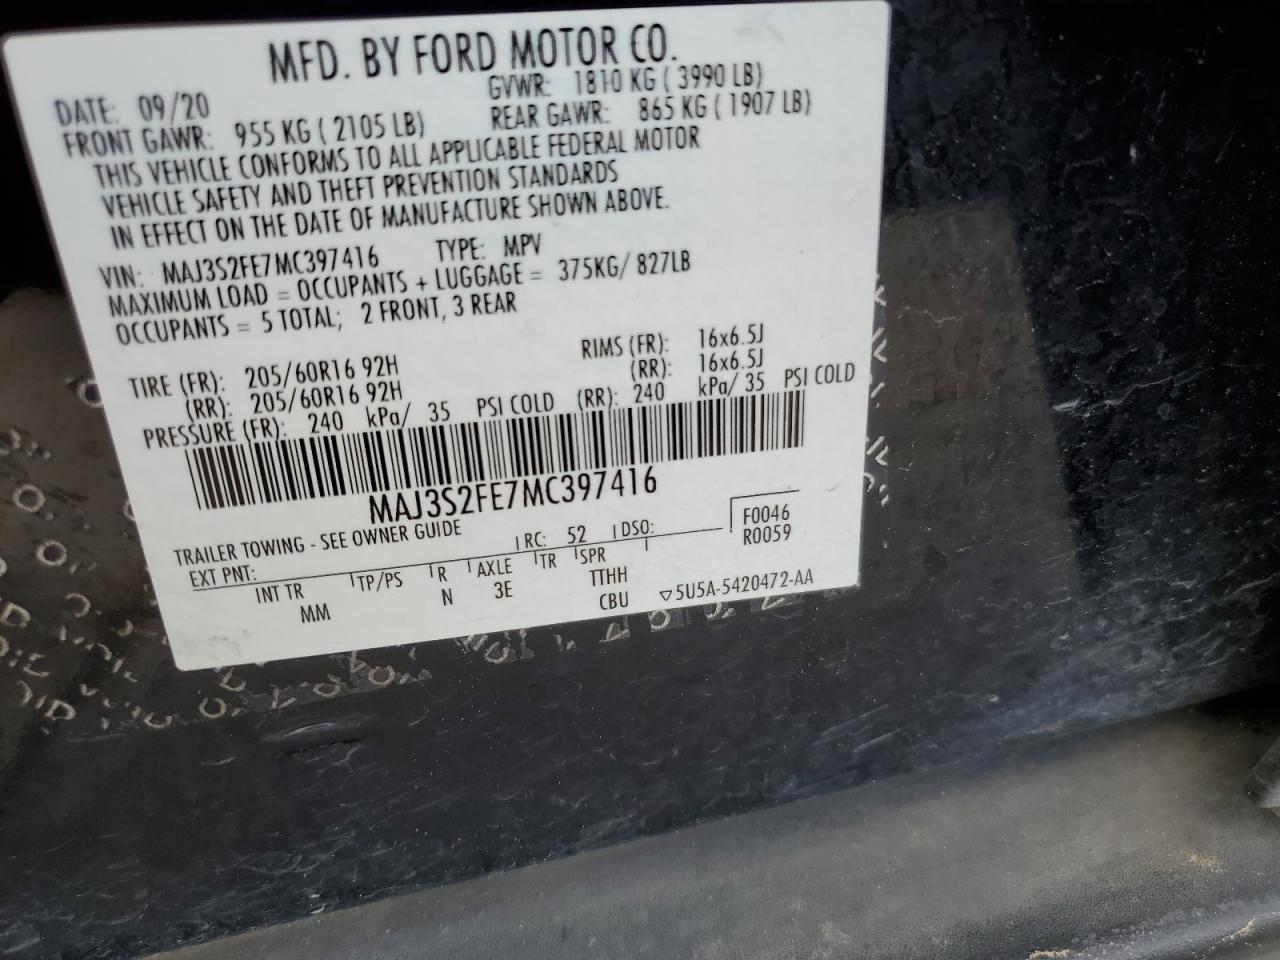 MFD. BY FORD MOTOR CO.
DATE: 09/20 GVWR: 1810 KG ( 3990 LB)
FRONT GAWR: 955 KG ( 2105 LB) REAR GAWR: 865 KG ( 1907 LB)
THIS VEHICLE CONFORMS TO ALL APPLICABLE FEDERAL MOTOR
VEHICLE SAFETY AND THEFT PREVENTION STANDARDS
IN EFFECT ON THE DATE OF MANUFACTURE SHOWN ABOVE.
VIN: MAJ3S2FE7MC397416 TYPE: MPV
MAXIMUM LOAD = OCCUPANTS + LUGGAGE = 375KG/ 827LB
OCCUPANTS = 5 TOTAL; 2 FRONT, 3 REAR
TIRE (FR): 205/60R16 92H RIMS (FR): 16x6.5J
(RR): 205/60R16 92H (RR): 16x6.5J
PRESSURE (FR): 240 kPa/ 35 PSI COLD (RR): 240 kPa/ 35 PSI COLD
MAJ3S2FE7MC397416
TRAILER TOWING - SEE OWNER GUIDE
EXT PNT: RC: 52 DSO: F0046
R0059
INT TR TP/PS R AXLE TR SPR
MM N 3E TTHH
CBU ▽5U5A-5420472-AA